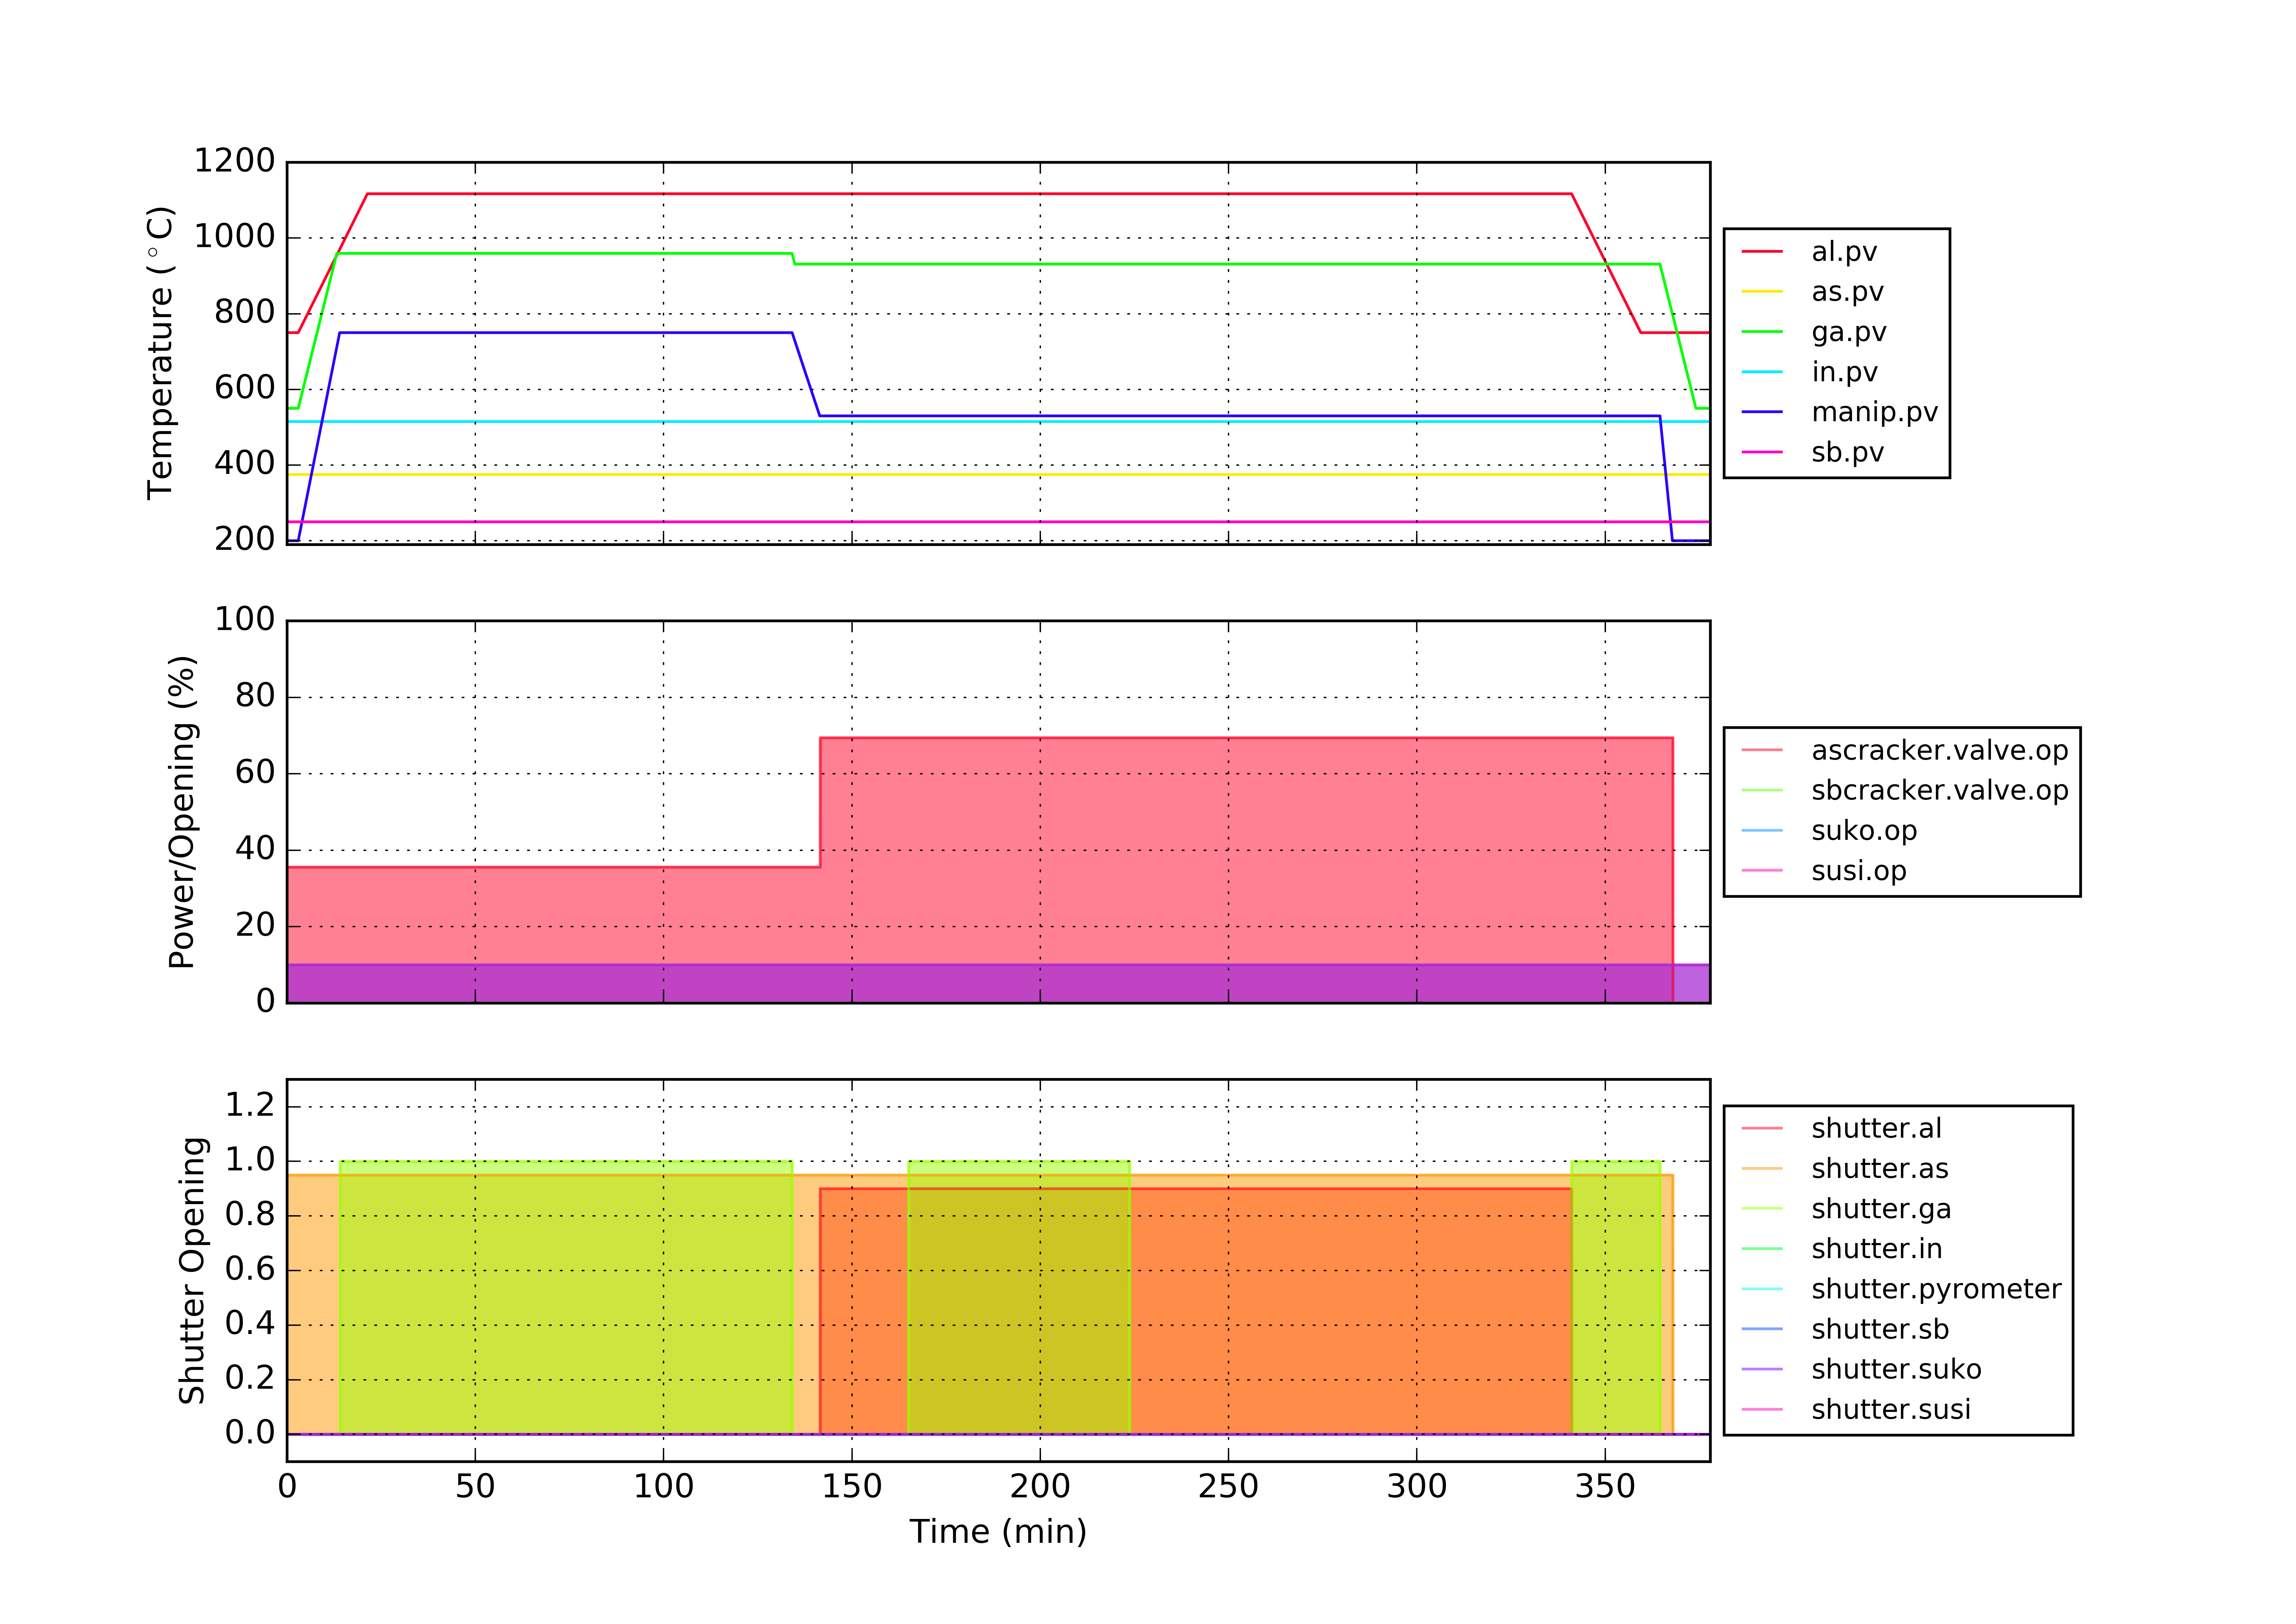 1200
1000
800
600
400
200
Temperature (°C)
al.pv
as.pv
ga.pv
in.pv
manip.pv
sb.pv
100
80
60
40
20
0
Power/Opening (%)
ascracker.valve.op
sbcracker.valve.op
suko.op
susi.op
1.2
1.0
0.8
0.6
0.4
0.2
0.0
Shutter Opening
shutter.al
shutter.as
shutter.ga
shutter.in
shutter.pyrometer
shutter.sb
shutter.suko
shutter.susi
0 50 100 150 200 250 300 350
Time (min)